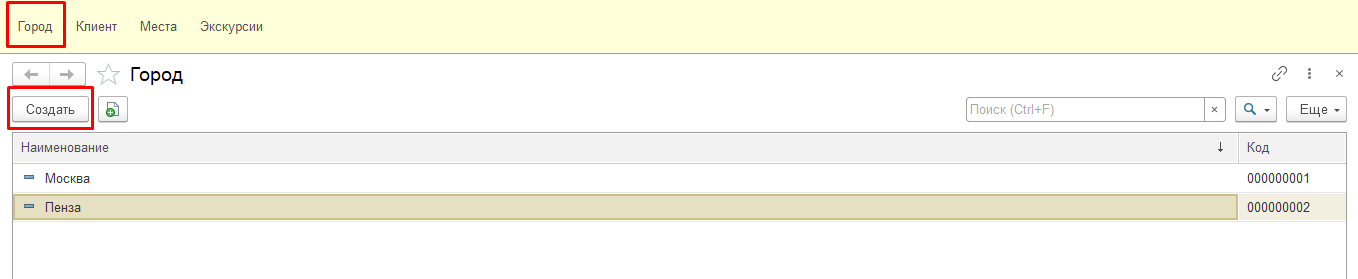 Город Клиент Места Экскурсии
Город
Создать Поиск (Ctrl+F) × Еще
Наименование ↓ Код
Москва 000000001
Пенза 000000002